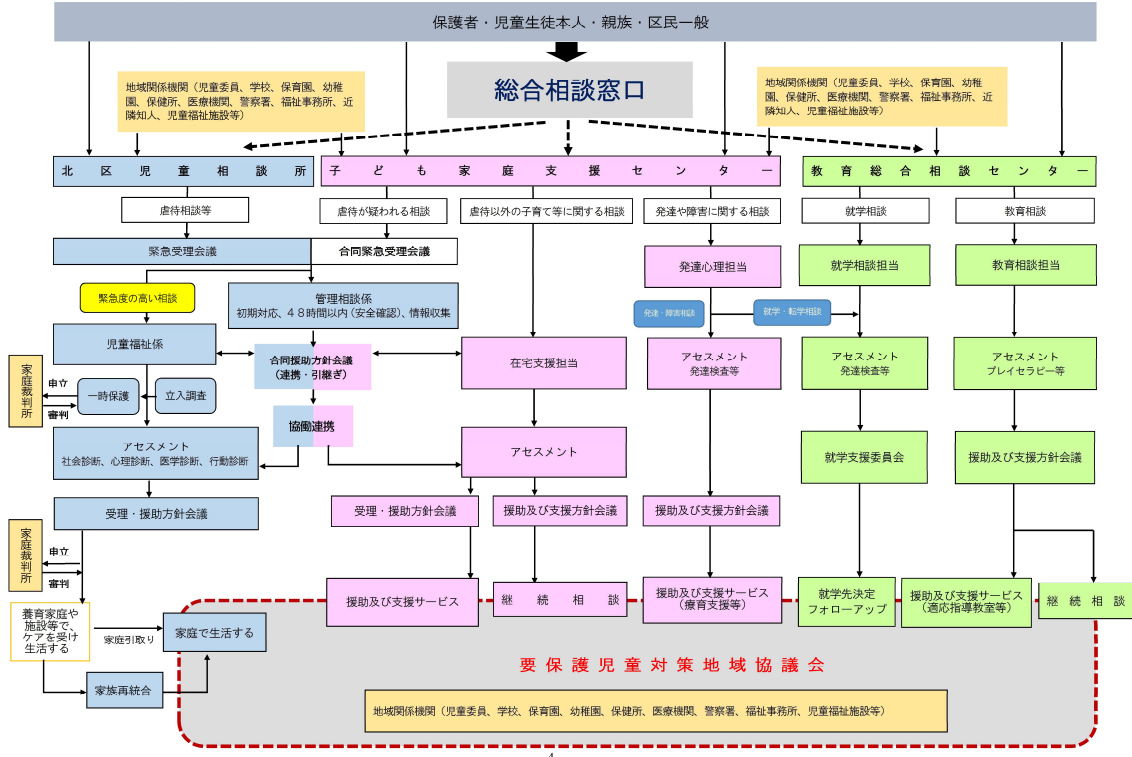 保護者・児童生徒本人・親族・区民一般
地域関係機関（児童委員、学校、保育園、幼稚
園、保健所、医療機関、警察署、福祉事務所、近
隣知人、児童福祉施設等）
総合相談窓口
地域関係機関（児童委員、学校、保育園、幼稚
園、保健所、医療機関、警察署、福祉事務所、近
隣知人、児童福祉施設等）
北区児童相談所
子ども家庭支援センター
教育総合相談センター
虐待相談等
虐待が疑われる相談
虐待以外の子育て等に関する相談
発達や障害に関する相談
就学相談
教育相談
緊急受理会議
合同緊急受理会議
発達心理担当
就学相談担当
教育相談担当
緊急度の高い相談
管理相談係
初期対応、４８時間以内（安全確認）、情報収集
発達・障害相談
就学・転学相談
児童福祉係
合同援助方針会議
（連携・引継ぎ）
在宅支援担当
アセスメント
発達検査等
アセスメント
発達検査等
アセスメント
プレイセラピー等
家庭裁判所
申立
審判
一時保護
立入調査
協働連携
アセスメント
社会診断、心理診断、医学診断、行動診断
アセスメント
就学支援委員会
援助及び支援方針会議
受理・援助方針会議
受理・援助方針会議
援助及び支援方針会議
援助及び支援方針会議
家庭裁判所
申立
審判
援助及び支援サービス
継続相談
援助及び支援サービス
（療育支援等）
就学先決定
フォローアップ
援助及び支援サービス
（適応指導教室等）
継続相談
養育家庭や
施設等で、
ケアを受け
生活する
家庭引取り
家庭で生活する
家族再統合
要保護児童対策地域協議会
地域関係機関（児童委員、学校、保育園、幼稚園、保健所、医療機関、警察署、福祉事務所、児童福祉施設等）
4